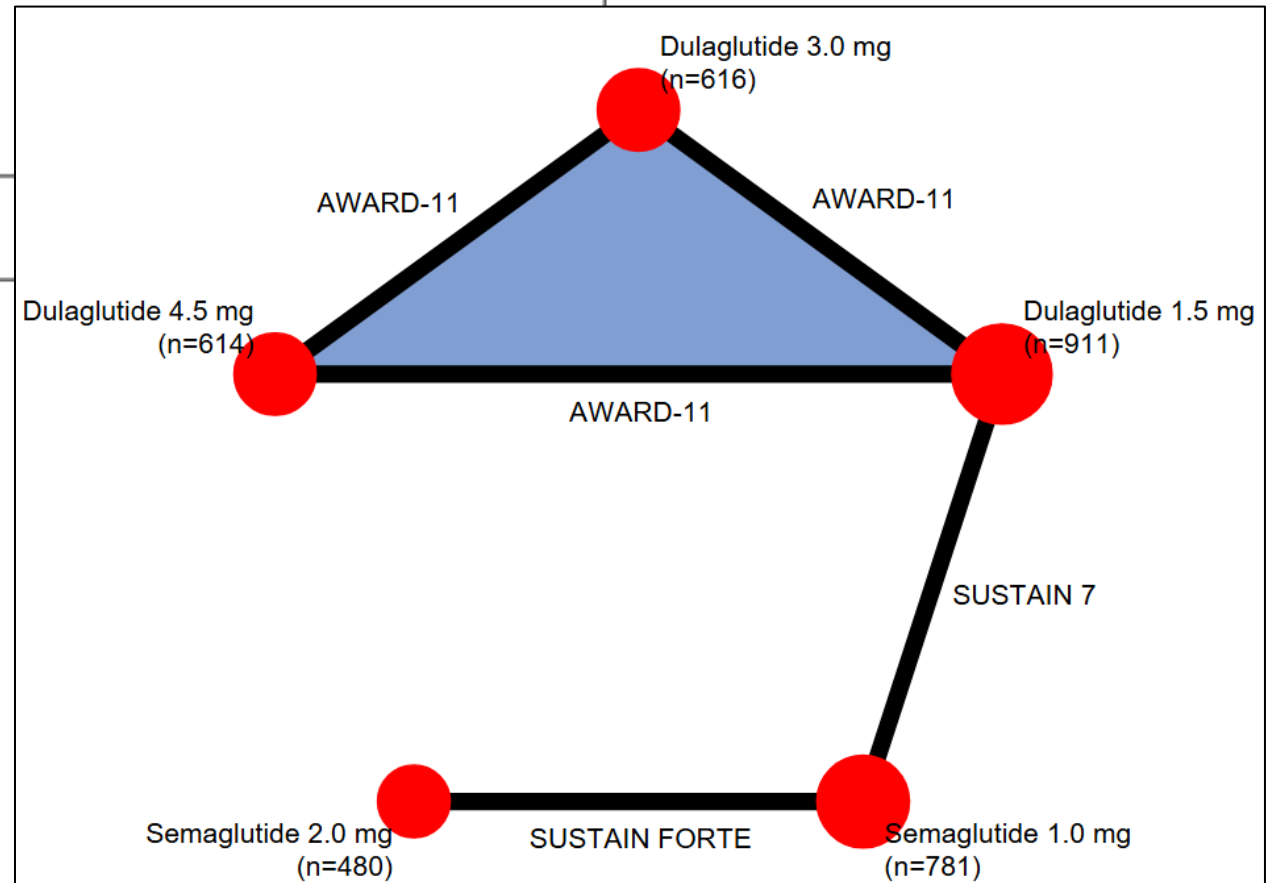 Dulaglutide 3.0 mg
(n=616)
AWARD-11
AWARD-11
Dulaglutide 4.5 mg
(n=614)
Dulaglutide 1.5 mg
(n=911)
AWARD-11
SUSTAIN 7
Semaglutide 2.0 mg
(n=480)
SUSTAIN FORTE
Semaglutide 1.0 mg
(n=781)